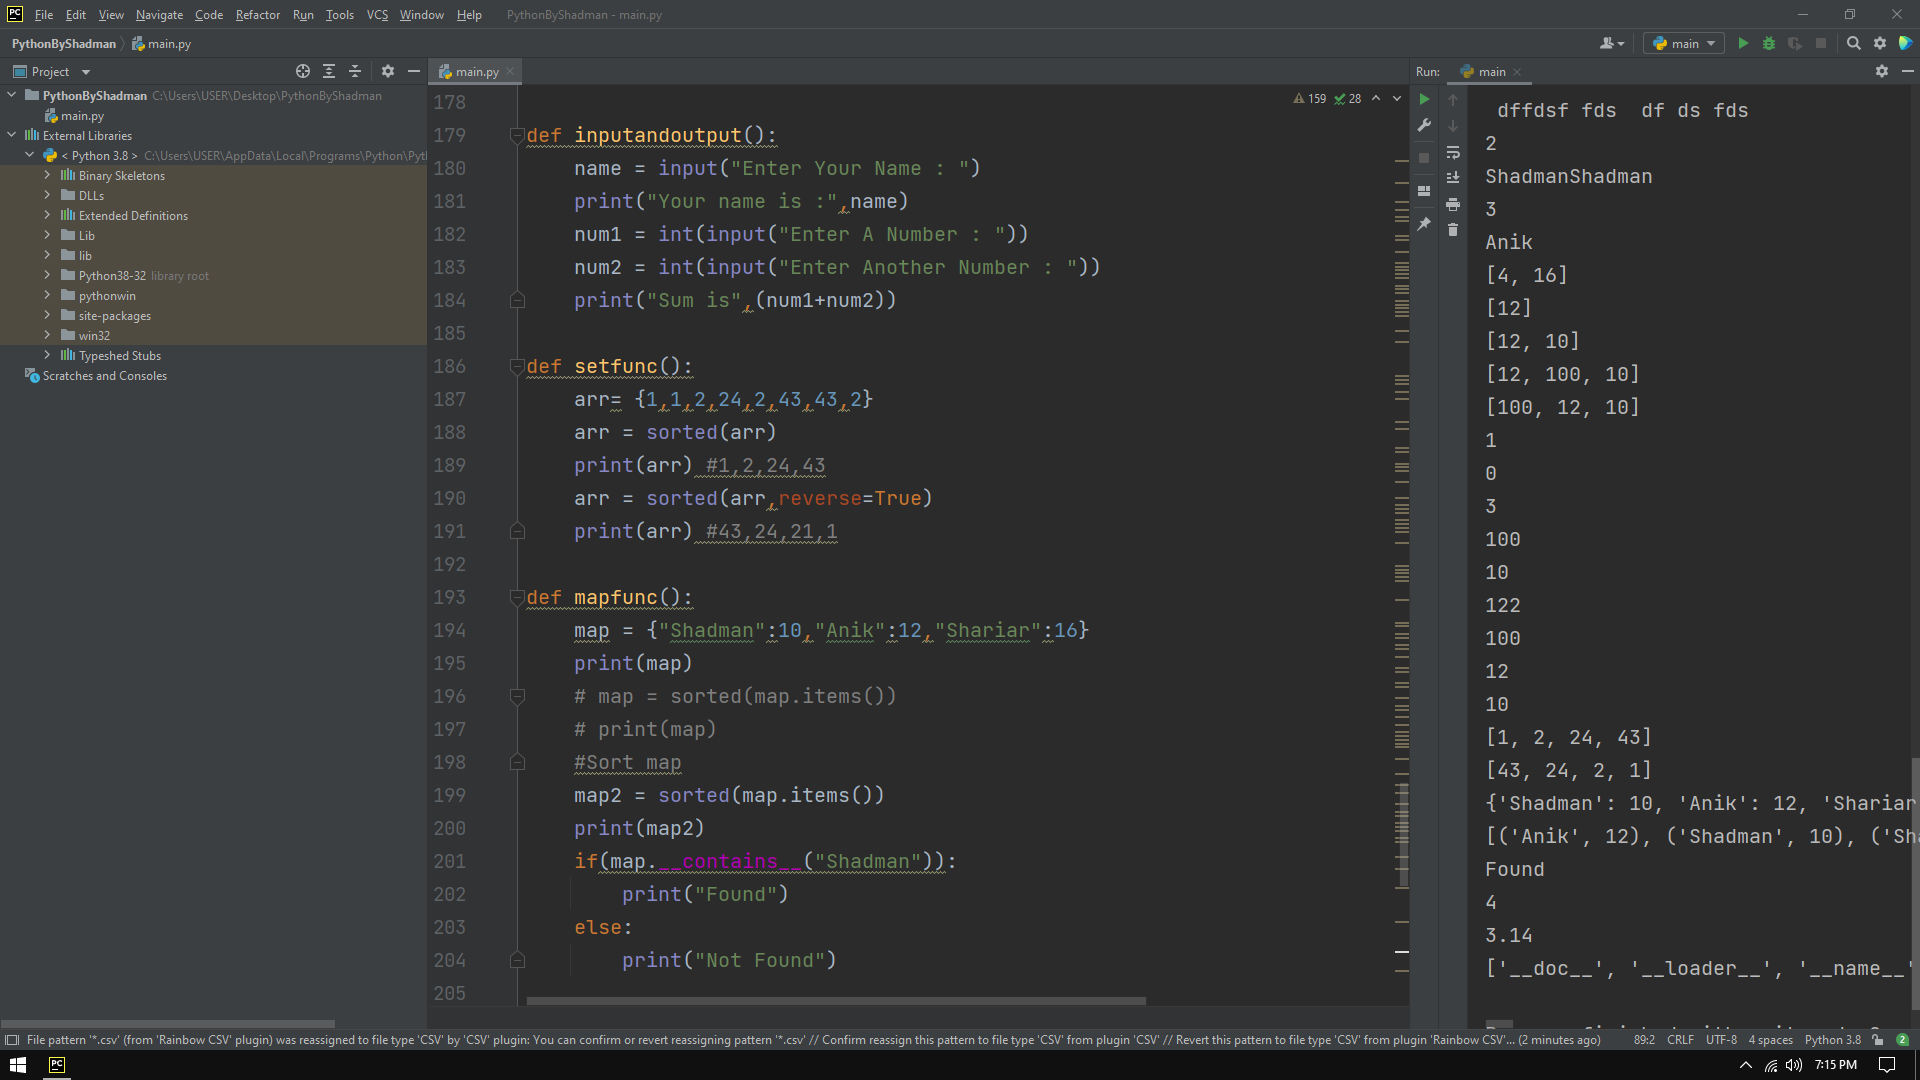 PC File Edit View Navigate Code Refactor Run Tools VCS Window Help PythonByShadman - main.py
PythonByShadman main.py main
Project main.py Run: main
PythonByShadman C:\Users\USER\Desktop\PythonByShadman
main.py
External Libraries
< Python 3.8 > C:\Users\USER\AppData\Local\Programs\Python\Pyt
Binary Skeletons
DLLs
Extended Definitions
Lib
lib
Python38-32 library root
pythonwin
site-packages
win32
Typeshed Stubs
Scratches and Consoles
159 28
178
179 def inputandoutput():
180 name = input("Enter Your Name : ")
181 print("Your name is :",name)
182 num1 = int(input("Enter A Number : "))
183 num2 = int(input("Enter Another Number : "))
184 print("Sum is",(num1+num2))
185
186 def setfunc():
187 arr= {1,1,2,24,2,43,43,2}
188 arr = sorted(arr)
189 print(arr) #1,2,24,43
190 arr = sorted(arr,reverse=True)
191 print(arr) #43,24,21,1
192
193 def mapfunc():
194 map = {"Shadman":10,"Anik":12,"Shariar":16}
195 print(map)
196 # map = sorted(map.items())
197 # print(map)
198 #Sort map
199 map2 = sorted(map.items())
200 print(map2)
201 if(map.__contains__("Shadman")):
202 print("Found")
203 else:
204 print("Not Found")
205
dffdsf fds df ds fds
2
ShadmanShadman
3
Anik
[4, 16]
[12]
[12, 10]
[12, 100, 10]
[100, 12, 10]
1
0
3
100
10
122
100
12
10
[1, 2, 24, 43]
[43, 24, 2, 1]
{'Shadman': 10, 'Anik': 12, 'Shariar
[('Anik', 12), ('Shadman', 10), ('Sha
Found
4
3.14
['__doc__', '__loader__', '__name__'
File pattern '*.csv' (from 'Rainbow CSV' plugin) was reassigned to file type 'CSV' by 'CSV' plugin: You can confirm or revert reassigning pattern '*.csv' // Confirm reassign this pattern to file type 'CSV' from plugin 'CSV' // Revert this pattern to file type 'CSV' from plugin 'Rainbow CSV'... (2 minutes ago) 89:2 CRLF UTF-8 4 spaces Python 3.8 2
PC 7:15 PM